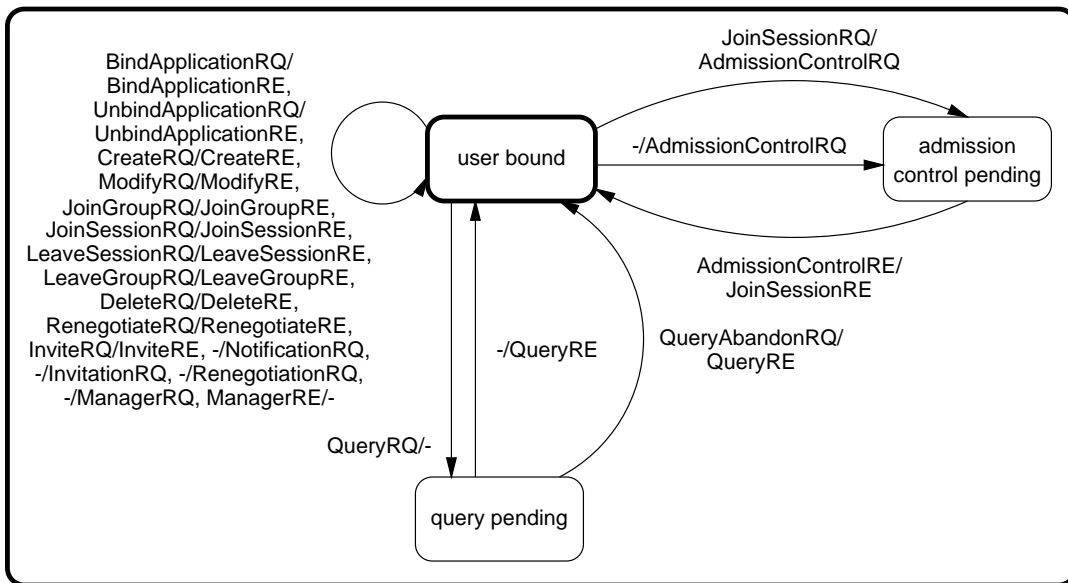 BindApplicationRQ/
BindApplicationRE,
UnbindApplicationRQ/
UnbindApplicationRE,
CreateRQ/CreateRE,
ModifyRQ/ModifyRE,
JoinGroupRQ/JoinGroupRE,
JoinSessionRQ/JoinSessionRE,
LeaveSessionRQ/LeaveSessionRE,
LeaveGroupRQ/LeaveGroupRE,
DeleteRQ/DeleteRE,
RenegotiateRQ/RenegotiateRE,
InviteRQ/InviteRE, -/NotificationRQ,
-/InvitationRQ, -/RenegotiationRQ,
-/ManagerRQ, ManagerRE/-
user bound
JoinSessionRQ/
AdmissionControlRQ
-/AdmissionControlRQ
admission
control pending
AdmissionControlRE/
JoinSessionRE
-/QueryRE
QueryAbandonRQ/
QueryRE
QueryRQ/-
query pending